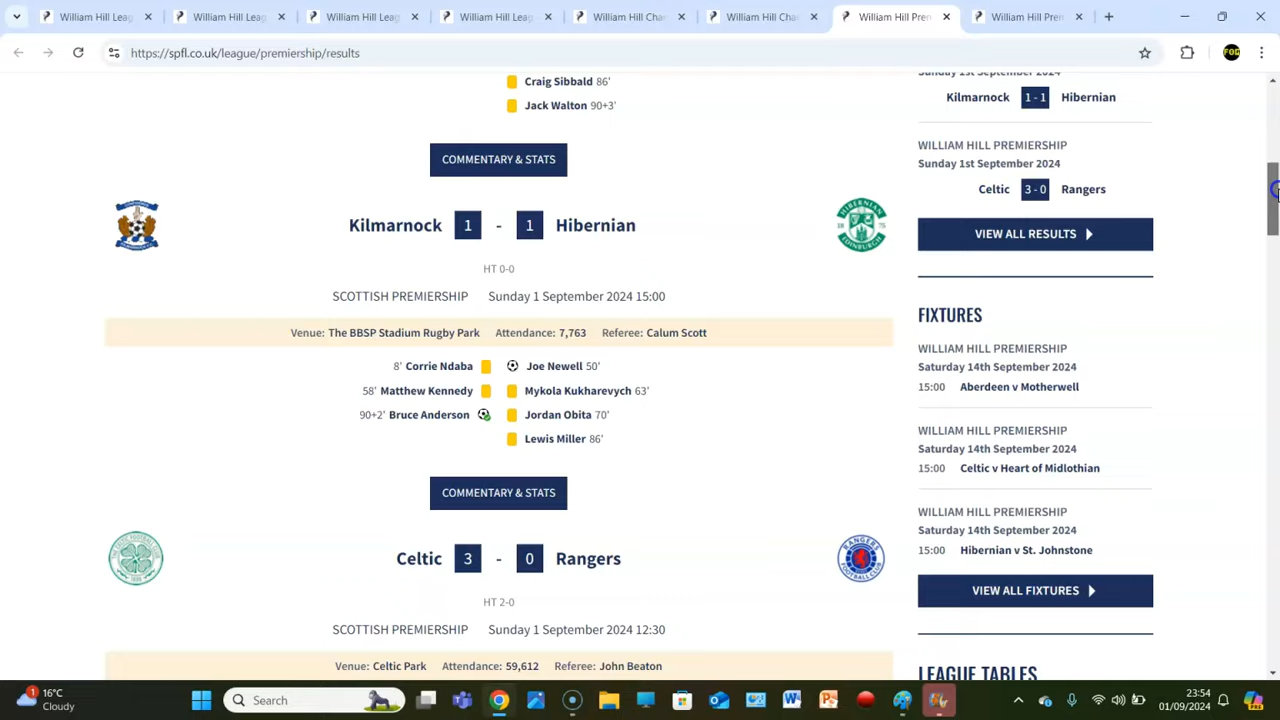 William Hill Leag
William Hill Leag
William Hill Leag
William Hill Leag
William Hill Cha
William Hill Cha
William Hill Pre
William Hill Pre
https://spfl.co.uk/league/premiership/results
Craig Sibbald 86'
Jack Walton 90+3'
COMMENTARY & STATS
Kilmarnock 1 - 1 Hibernian
HT 0-0
SCOTTISH PREMIERSHIP Sunday 1 September 2024 15:00
Venue: The BBSP Stadium Rugby Park Attendance: 7,763 Referee: Calum Scott
8' Corrie Ndaba Joe Newell 50'
58' Matthew Kennedy Mykola Kukharevych 63'
90+2' Bruce Anderson Jordan Obita 70'
Lewis Miller 86'
COMMENTARY & STATS
Celtic 3 - 0 Rangers
HT 2-0
SCOTTISH PREMIERSHIP Sunday 1 September 2024 12:30
Venue: Celtic Park Attendance: 59,612 Referee: John Beaton
Sunday 1st September 2024
Kilmarnock 1 - 1 Hibernian
WILLIAM HILL PREMIERSHIP
Sunday 1st September 2024
Celtic 3 - 0 Rangers
VIEW ALL RESULTS
FIXTURES
WILLIAM HILL PREMIERSHIP
Saturday 14th September 2024
15:00 Aberdeen v Motherwell
WILLIAM HILL PREMIERSHIP
Saturday 14th September 2024
15:00 Celtic v Heart of Midlothian
WILLIAM HILL PREMIERSHIP
Saturday 14th September 2024
15:00 Hibernian v St. Johnstone
VIEW ALL FIXTURES
LEAGUE TABLES
1
16°C
Cloudy
Search
23:54
01/09/2024